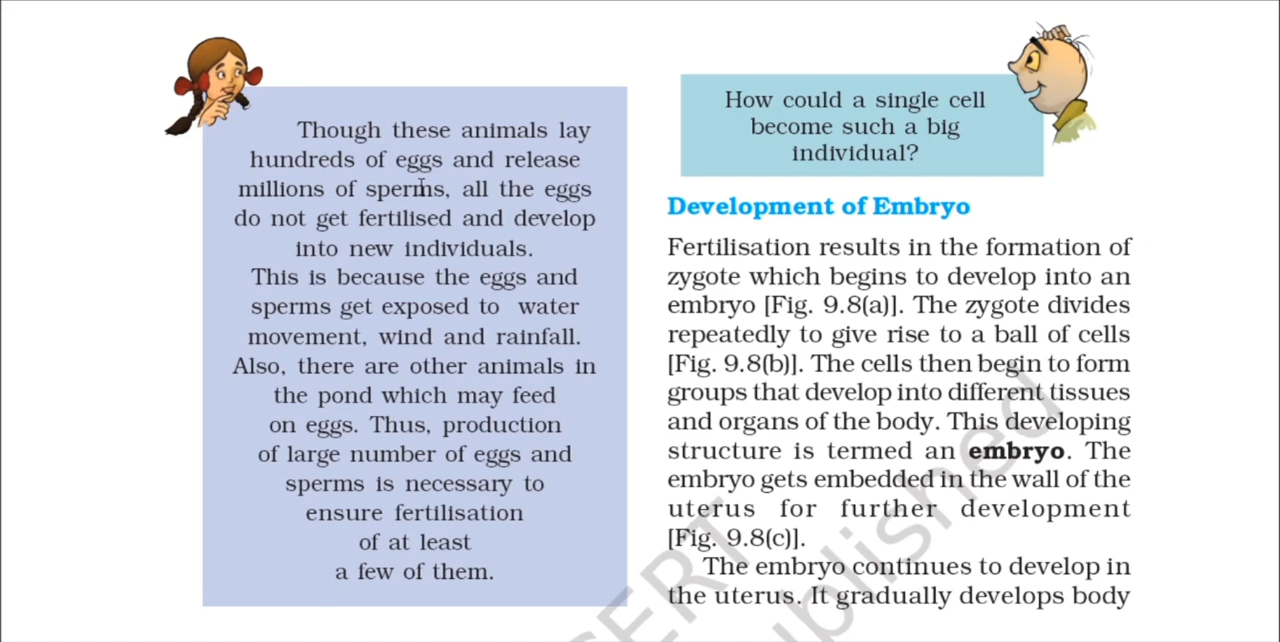 Though these animals lay
hundreds of eggs and release
millions of sperms, all the eggs
do not get fertilised and develop
into new individuals.
This is because the eggs and
sperms get exposed to water
movement, wind and rainfall.
Also, there are other animals in
the pond which may feed
on eggs. Thus, production
of large number of eggs and
sperms is necessary to
ensure fertilisation
of at least
a few of them.
How could a single cell
become such a big
individual?
Development of Embryo
Fertilisation results in the formation of
zygote which begins to develop into an
embryo [Fig. 9.8(a)]. The zygote divides
repeatedly to give rise to a ball of cells
[Fig. 9.8(b)]. The cells then begin to form
groups that develop into different tissues
and organs of the body. This developing
structure is termed an embryo. The
embryo gets embedded in the wall of the
uterus for further development
[Fig. 9.8(c)].
The embryo continues to develop in
the uterus. It gradually develops body